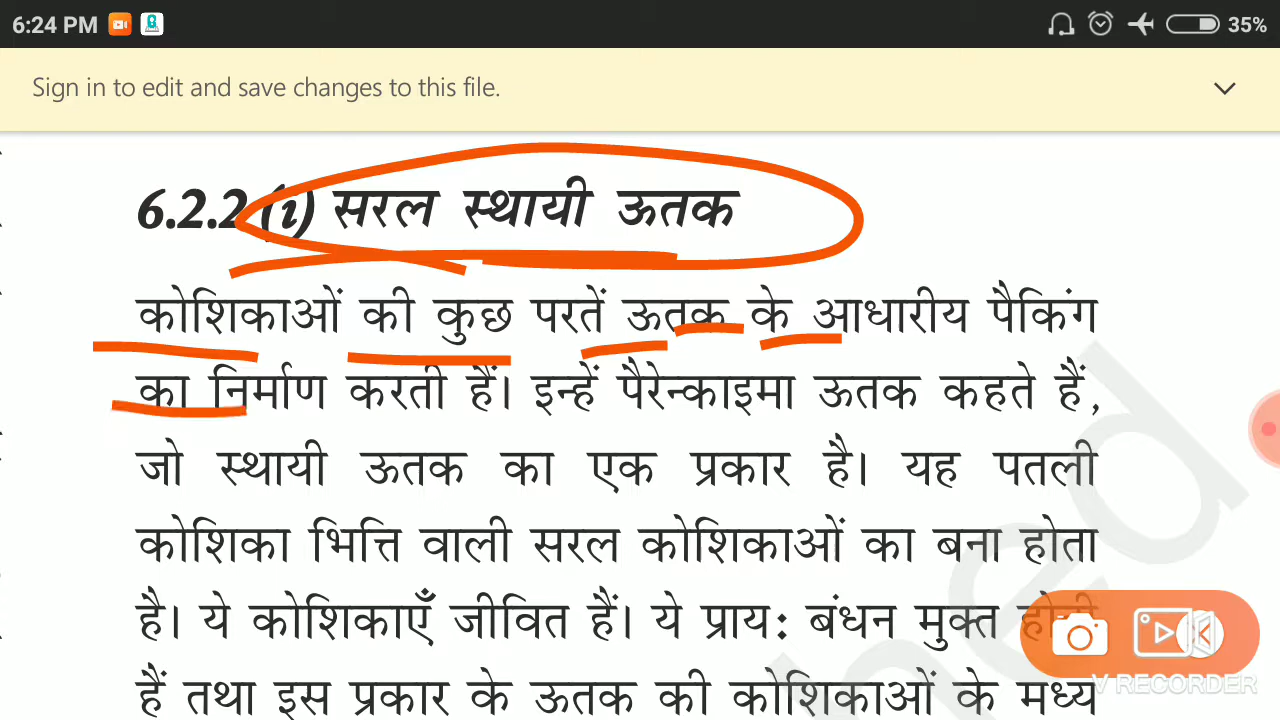 6:24 PM 35%
Sign in to edit and save changes to this file.
6.2.2 (i) सरल स्थायी ऊतक
कोशिकाओं की कुछ परतें ऊतक के आधारीय पैकिंग
का निर्माण करती हैं। इन्हें पैरेन्काइमा ऊतक कहते हैं,
जो स्थायी ऊतक का एक प्रकार है। यह पतली
कोशिका भित्ति वाली सरल कोशिकाओं का बना होता
है। ये कोशिकाएँ जीवित हैं। ये प्राय: बंधन मुक्त
हैं तथा इस प्रकार के ऊतक की कोशिकाओं के मध्य
V RECORDER